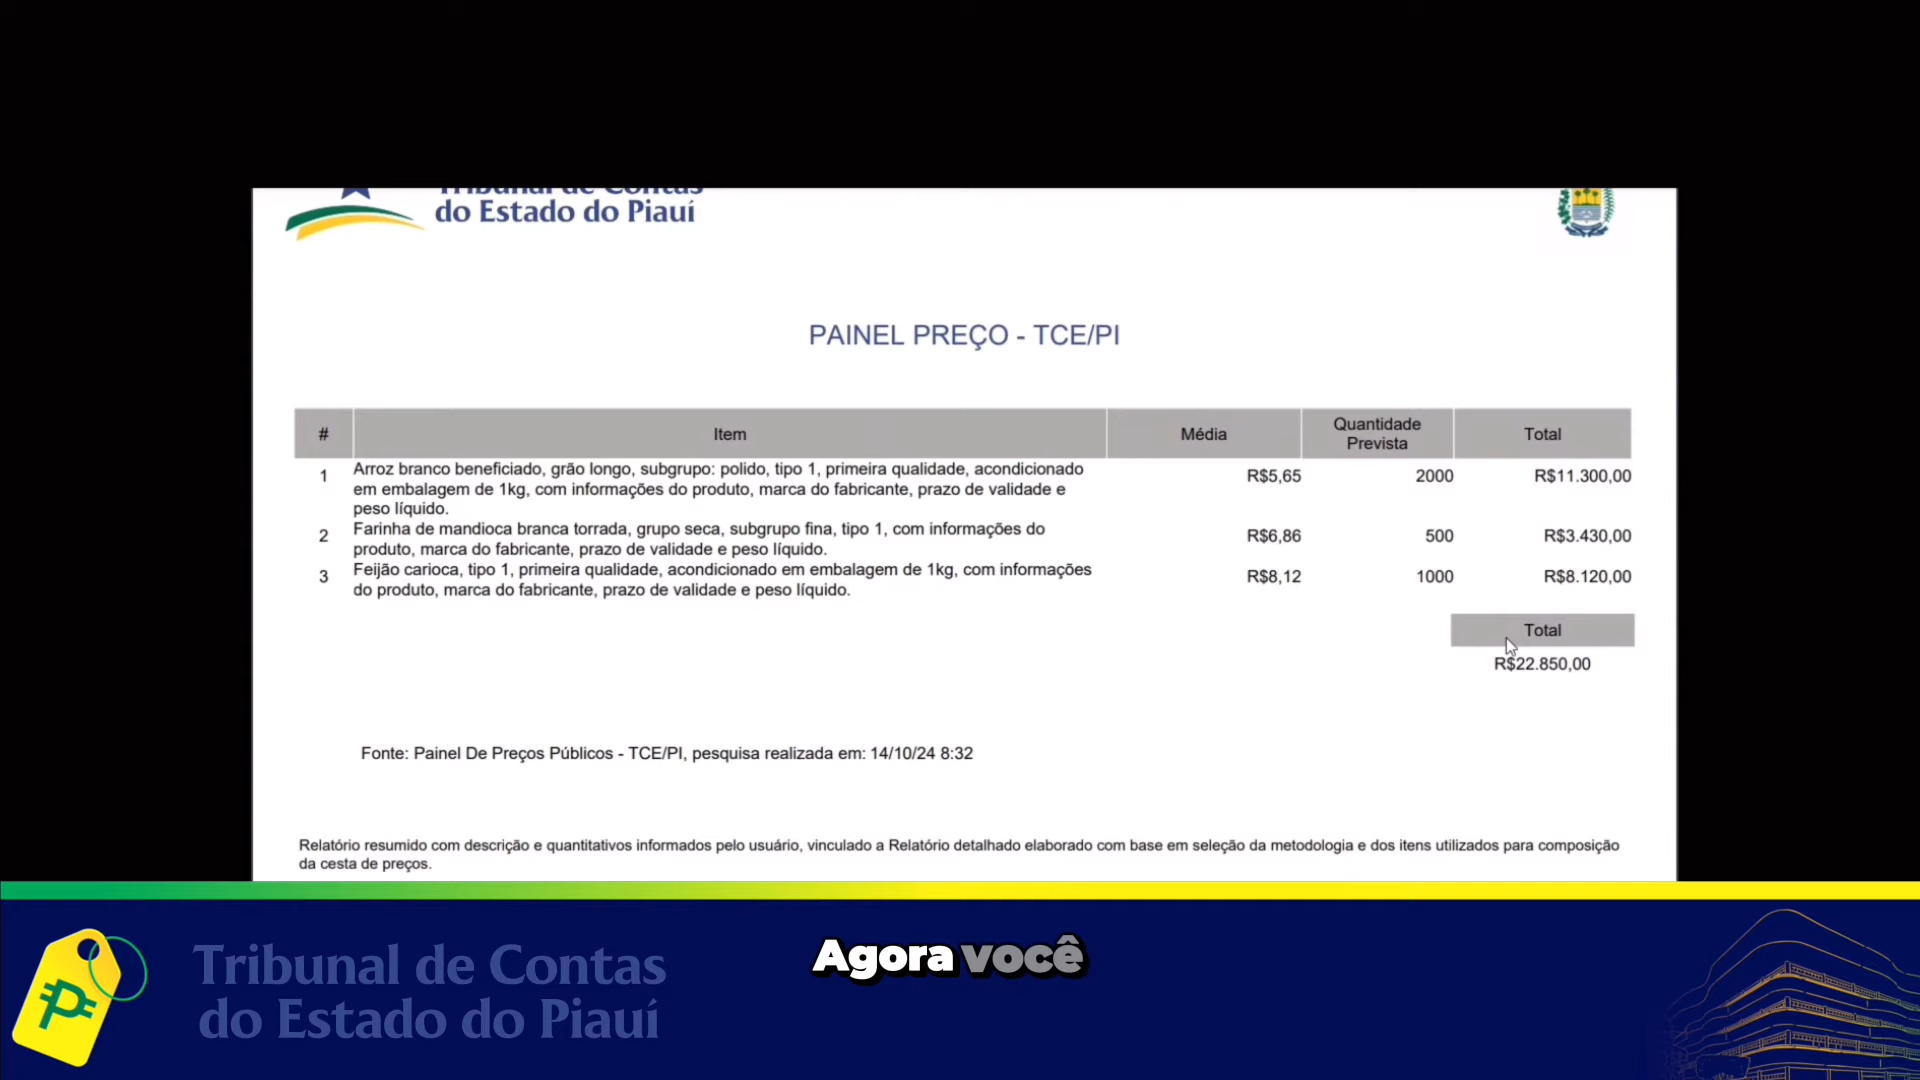 Tribunal de Contas
do Estado do Piauí
PAINEL PREÇO - TCE/PI
# Item Média Quantidade Prevista Total
1 Arroz branco beneficiado, grão longo, subgrupo: polido, tipo 1, primeira qualidade, acondicionado R$5,65 2000 R$11.300,00
em embalagem de 1kg, com informações do produto, marca do fabricante, prazo de validade e
peso líquido.
2 Farinha de mandioca branca torrada, grupo seca, subgrupo fina, tipo 1, com informações do R$6,86 500 R$3.430,00
produto, marca do fabricante, prazo de validade e peso líquido.
3 Feijão carioca, tipo 1, primeira qualidade, acondicionado em embalagem de 1kg, com informações R$8,12 1000 R$8.120,00
do produto, marca do fabricante, prazo de validade e peso líquido.
Total
R$22.850,00
Fonte: Painel De Preços Públicos - TCE/PI, pesquisa realizada em: 14/10/24 8:32
Relatório resumido com descrição e quantitativos informados pelo usuário, vinculado a Relatório detalhado elaborado com base em seleção da metodologia e dos itens utilizados para composição
da cesta de preços.
Tribunal de Contas
do Estado do Piauí
Agora você